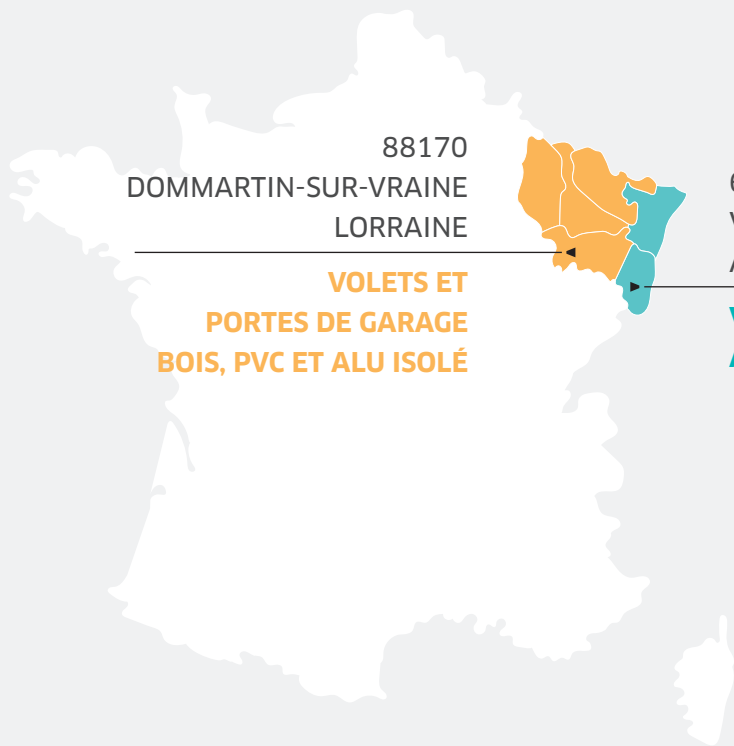 88170
DOMMARTIN-SUR-VRAINE
LORRAINE
VOLETS ET
PORTES DE GARAGE
BOIS, PVC ET ALU ISOLÉ